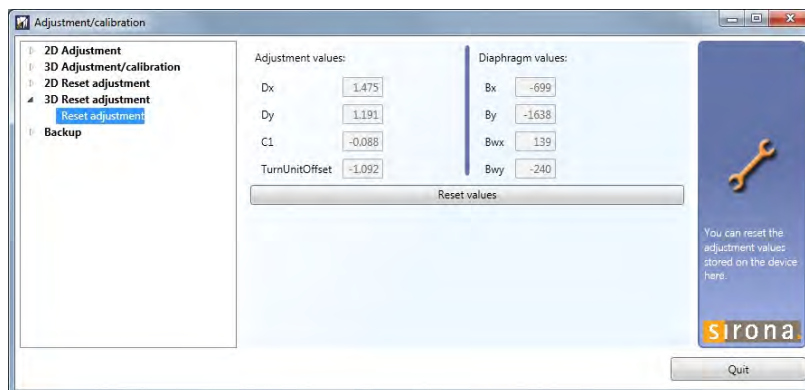 Adjustment/calibration
2D Adjustment
3D Adjustment/calibration
2D Reset adjustment
3D Reset adjustment
Reset adjustment
Backup
Adjustment values:
Dx 1.475
Dy 1.191
C1 -0.088
TurnUnitOffset -1.092
Diaphragm values:
Bx -699
By -1638
Bwx 139
Bwy -240
Reset values
You can reset the
adjustment values
stored on the device
here.
sirona
Quit